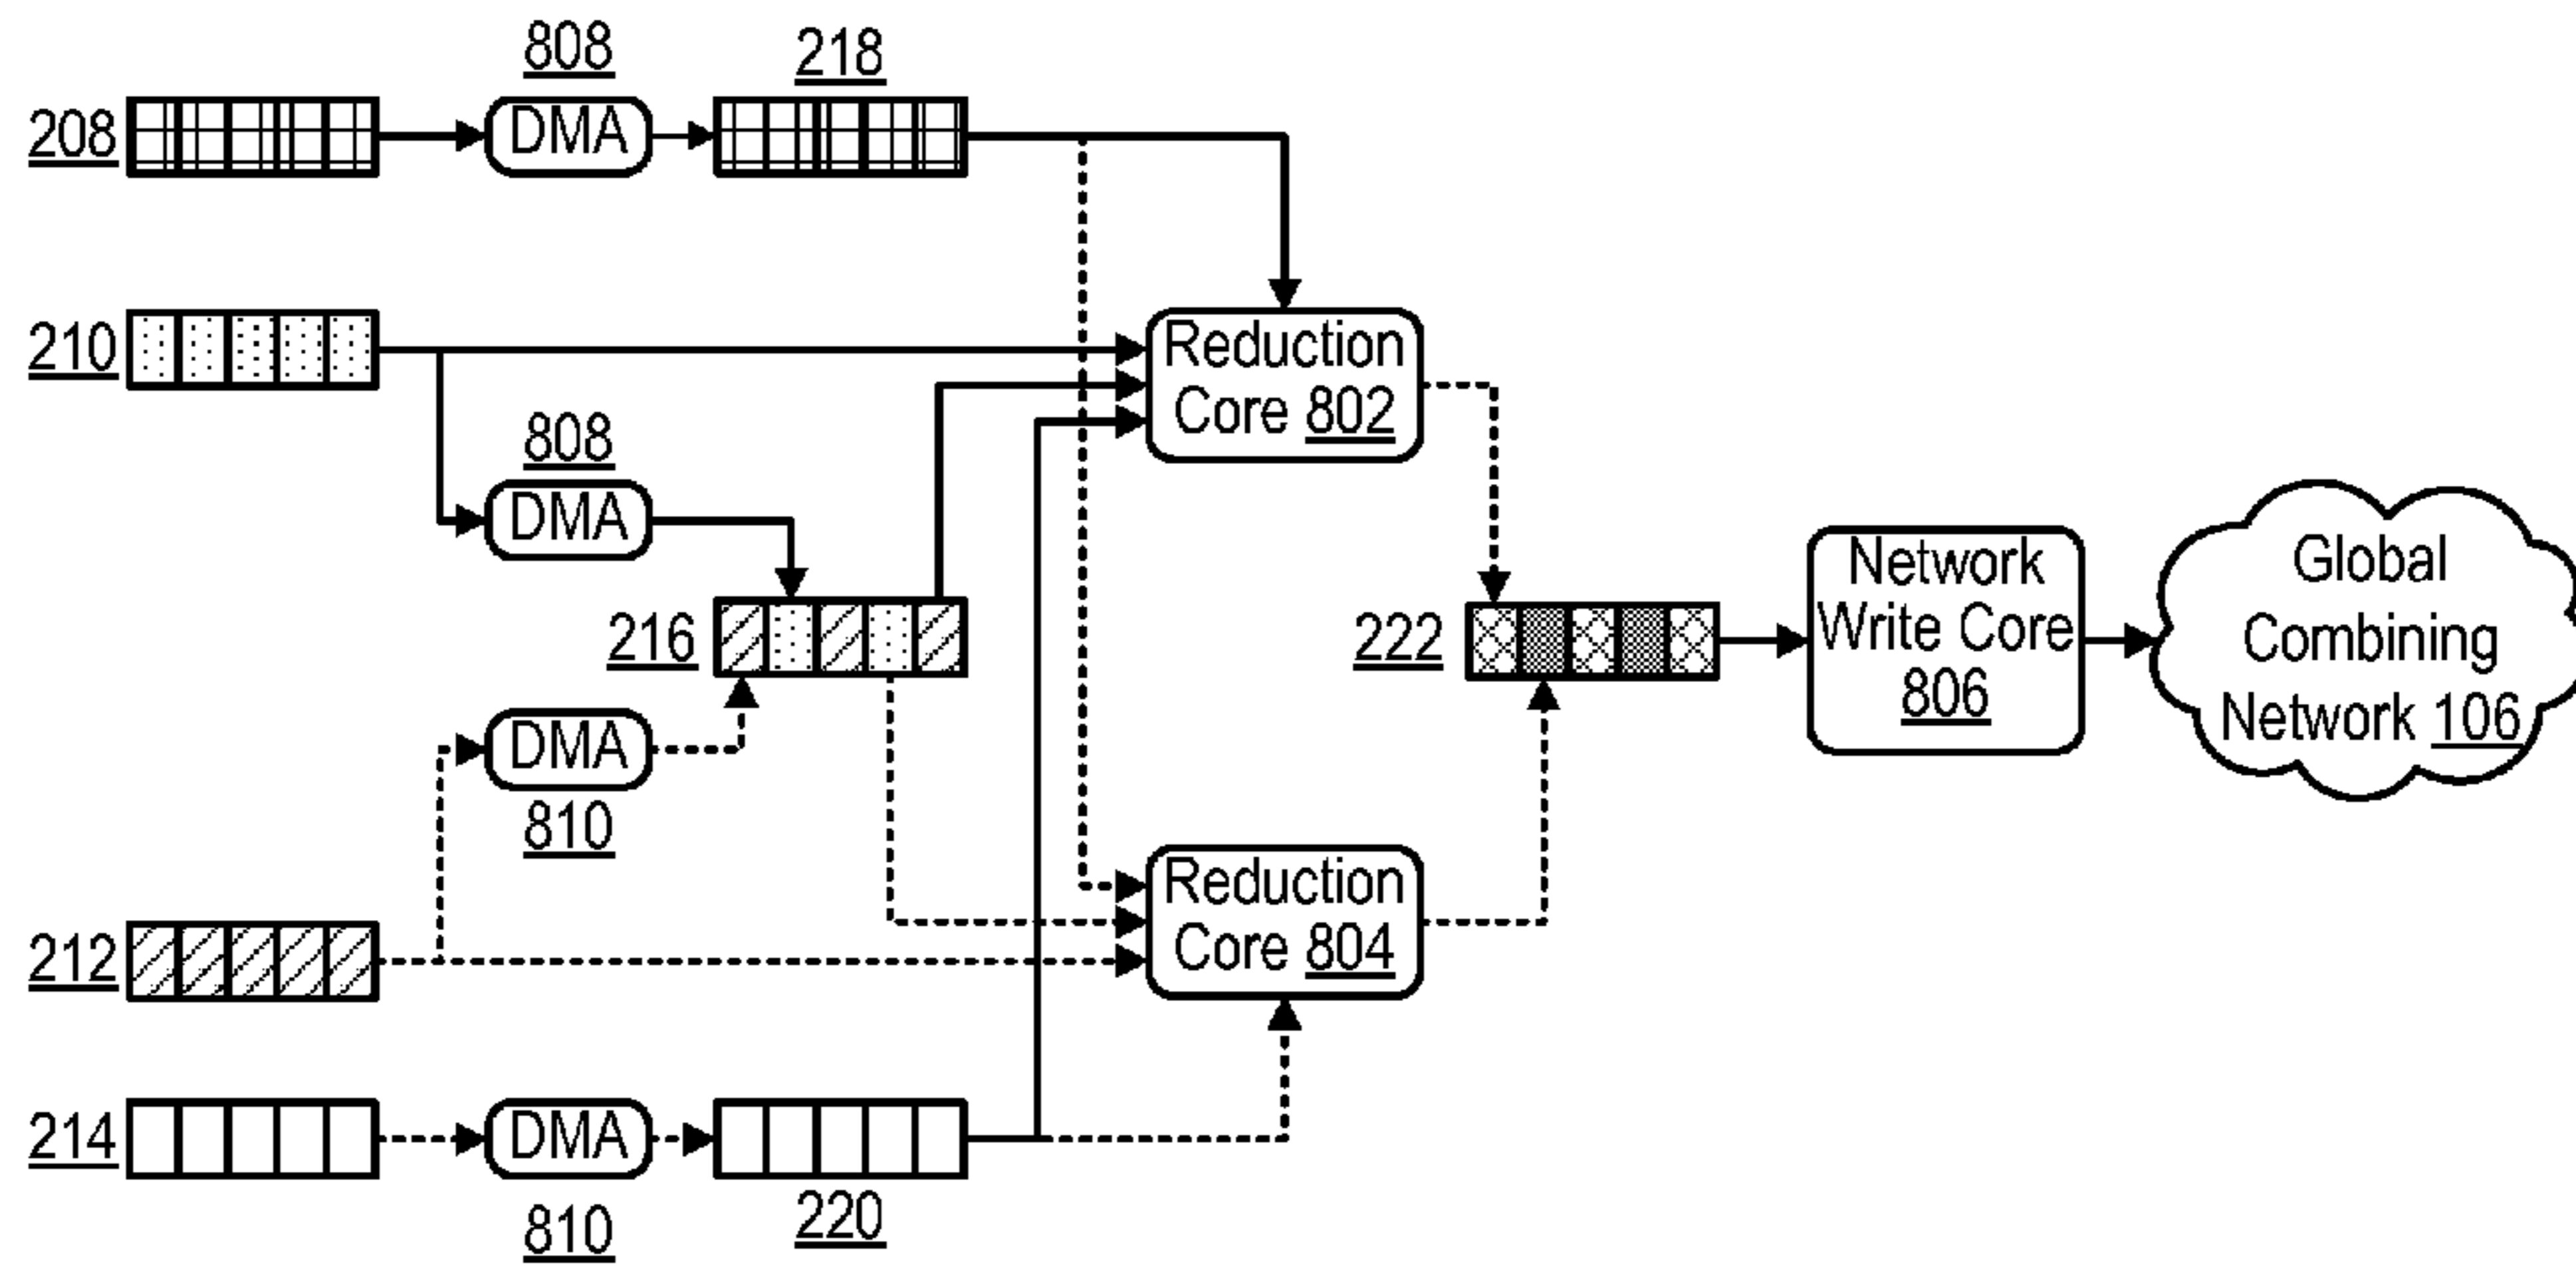 808
218
208
DMA
210
Reduction
Core 802
808
DMA
216
222
Network
Write Core
806
Global
Combining
Network 106
DMA
810
212
Reduction
Core 804
214
DMA
810
220